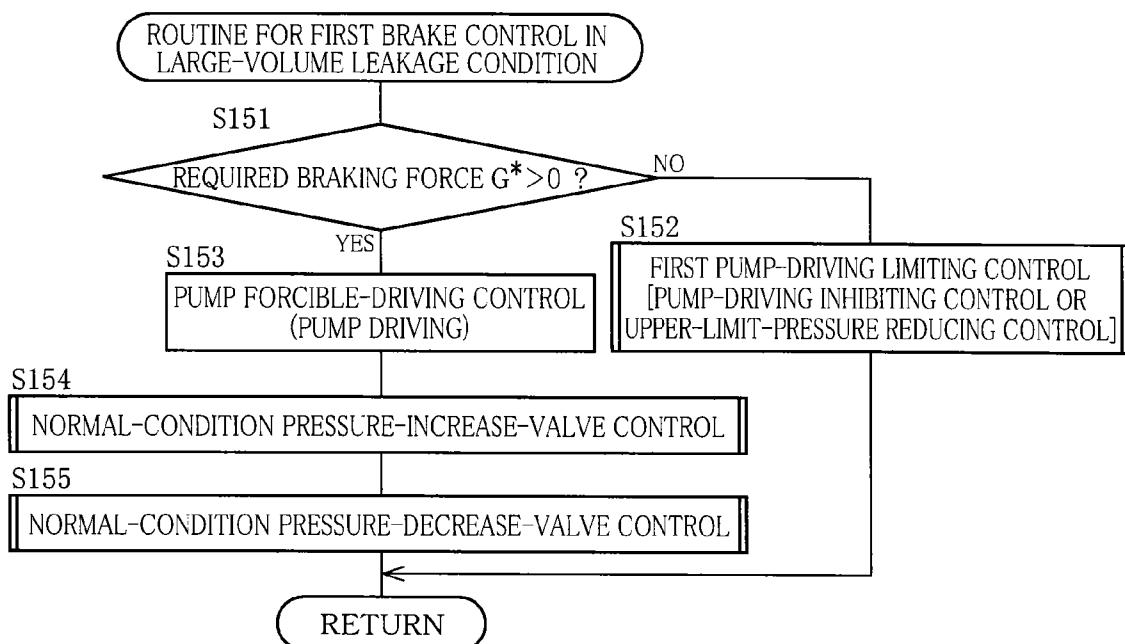 ROUTINE FOR FIRST BRAKE CONTROL IN
LARGE-VOLUME LEAKAGE CONDITION
S151
REQUIRED BRAKING FORCE G*>0 ?
NO
YES
S152
FIRST PUMP-DRIVING LIMITING CONTROL
[PUMP-DRIVING INHIBITING CONTROL OR
UPPER-LIMIT-PRESSURE REDUCING CONTROL]
S153
PUMP FORCIBLE-DRIVING CONTROL
(PUMP DRIVING)
S154
NORMAL-CONDITION PRESSURE-INCREASE-VALVE CONTROL
S155
NORMAL-CONDITION PRESSURE-DECREASE-VALVE CONTROL
RETURN